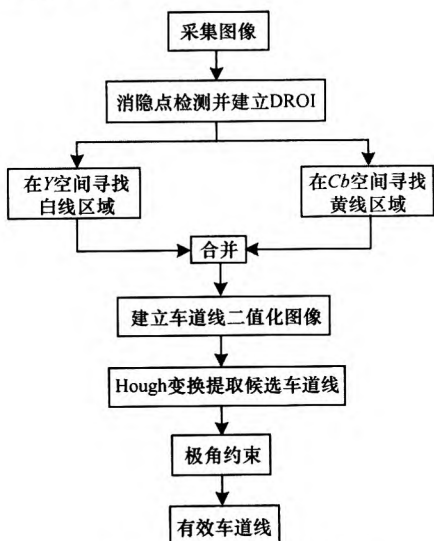 采集图像
消隐点检测并建立DROI
在Y空间寻找
白线区域
在Cb空间寻找
黄线区域
合并
建立车道线二值化图像
Hough变换提取候选车道线
极角约束
有效车道线